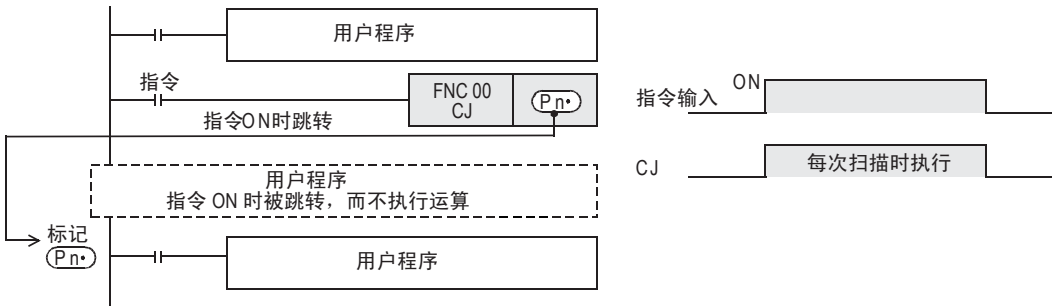 用户程序
指令
FNC 00
CJ
Pn•
指令ON时跳转
用户程序
指令 ON 时被跳转，而不执行运算
标记
Pn•
用户程序
指令输入
ON
CJ
每次扫描时执行